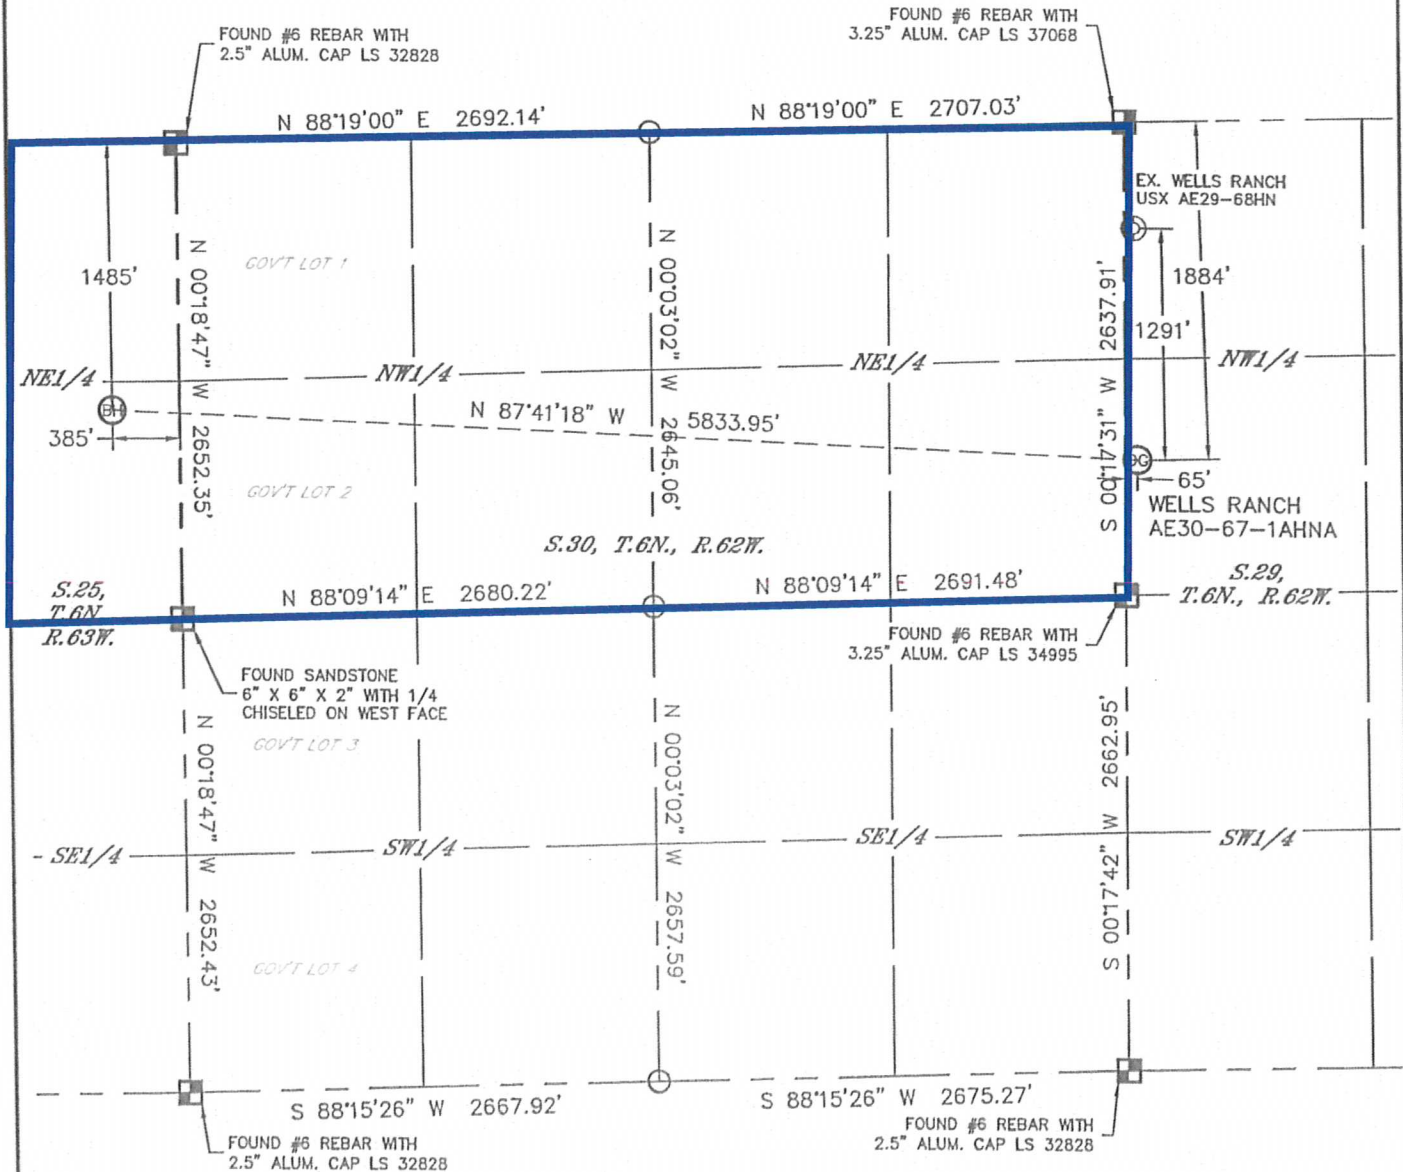 FOUND #6 REBAR WITH
2.5" ALUM. CAP LS 32828
FOUND #6 REBAR WITH
3.25" ALUM. CAP LS 37068
N 88°19'00" E 2692.14'
N 88°19'00" E 2707.03'
EX. WELLS RANCH
USX AE29-68HN
GOV'T LOT 1
1485'
N 00°18'47" W 2652.35'
N 00°03'02" W 2645.06'
S 00°17'31" W 2637.91'
1884'
1291'
NE1/4
NW1/4
NE1/4
NW1/4
BH
N 87°41'18" W 5833.95'
385'
65'
GOV'T LOT 2
WELLS RANCH
AE30-67-1AHNA
S.30, T.6N., R.62W.
S.25,
T.6N
R.63W.
N 88°09'14" E 2680.22'
N 88°09'14" E 2691.48'
S.29,
T.6N., R.62W.
FOUND #6 REBAR WITH
3.25" ALUM. CAP LS 34995
FOUND SANDSTONE
6" X 6" X 2" WITH 1/4
CHISELED ON WEST FACE
GOV'T LOT 3
N 00°18'47" W 2652.43'
N 00°03'02" W 2657.59'
S 00°17'42" W 2662.95'
- SE1/4
SW1/4
SE1/4
SW1/4
GOV'T LOT 4
S 88°15'26" W 2667.92'
S 88°15'26" W 2675.27'
FOUND #6 REBAR WITH
2.5" ALUM. CAP LS 32828
FOUND #6 REBAR WITH
2.5" ALUM. CAP LS 32828